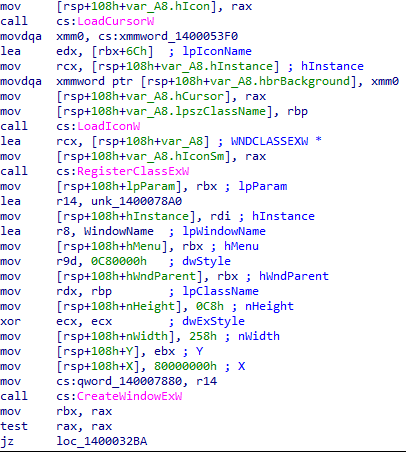 mov [rsp+108h+var_A8.hIcon], rax
call cs:LoadCursorW
movdqa xmm0, cs:xmmword_1400053F0
lea edx, [rbx+6Ch] ; lpIconName
mov rcx, [rsp+108h+var_A8.hInstance] ; hInstance
movdqa xmmword ptr [rsp+108h+var_A8.hbrBackground], xmm0
mov [rsp+108h+var_A8.hCursor], rax
mov [rsp+108h+var_A8.lpszClassName], rbp
call cs:LoadIconW
lea rcx, [rsp+108h+var_A8] ; WNDCLASSEXW *
mov [rsp+108h+var_A8.hIconSm], rax
call cs:RegisterClassExW
mov [rsp+108h+lpParam], rbx ; lpParam
lea r14, unk_1400078A0
mov [rsp+108h+hInstance], rdi ; hInstance
lea r8, WindowName ; lpWindowName
mov [rsp+108h+hMenu], rbx ; hMenu
mov r9d, 0C80000h ; dwStyle
mov [rsp+108h+hWndParent], rbx ; hWndParent
mov rdx, rbp ; lpClassName
mov [rsp+108h+nHeight], 0C8h ; nHeight
xor ecx, ecx ; dwExStyle
mov [rsp+108h+nWidth], 258h ; nWidth
mov [rsp+108h+Y], ebx ; Y
mov [rsp+108h+X], 80000000h ; X
mov cs:qword_140007880, r14
call cs:CreateWindowExW
mov rbx, rax
test rax, rax
jz loc_1400032BA